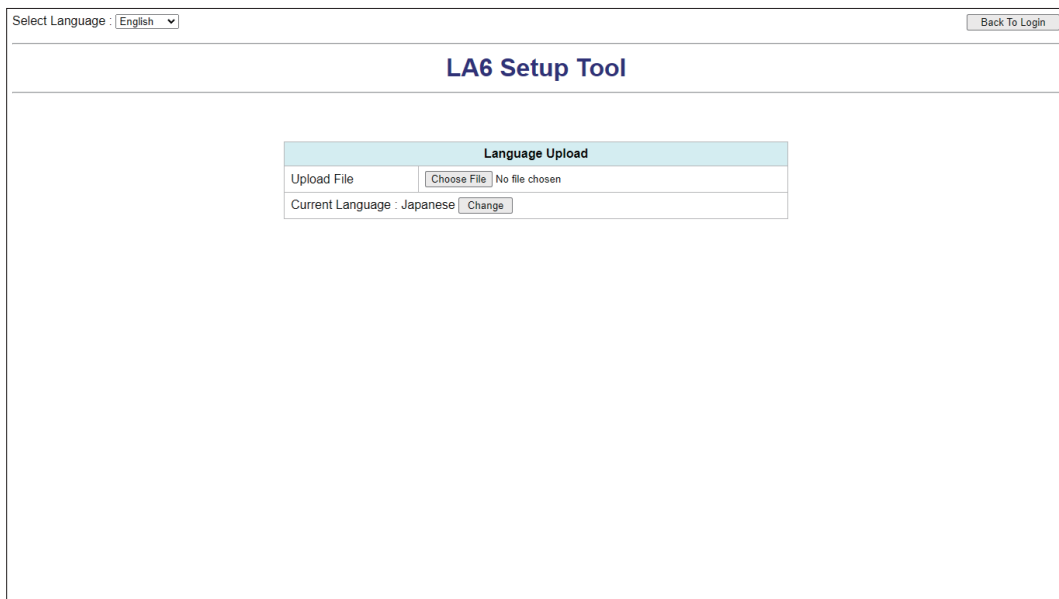 Select Language : English
Back To Login
LA6 Setup Tool
Language Upload
Upload File Choose File No file chosen
Current Language : Japanese Change